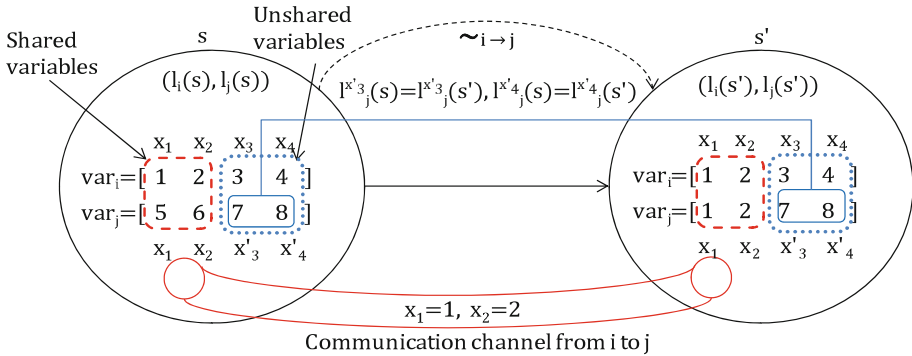 Shared variables
s
Unshared variables
~i→j
s'
(lᵢ(s), lⱼ(s))
lˣ'³ⱼ(s)=lˣ'³ⱼ(s'), lˣ'⁴ⱼ(s)=lˣ'⁴ⱼ(s')
(lᵢ(s'), lⱼ(s'))
x₁ x₂ x₃ x₄
varᵢ=[ 1 2 3 4 ]
varⱼ=[ 5 6 7 8 ]
x₁ x₂ x'₃ x'₄
x₁ x₂ x₃ x₄
varᵢ=[ 1 2 3 4 ]
varⱼ=[ 1 2 7 8 ]
x₁ x₂ x'₃ x'₄
x₁=1, x₂=2
Communication channel from i to j